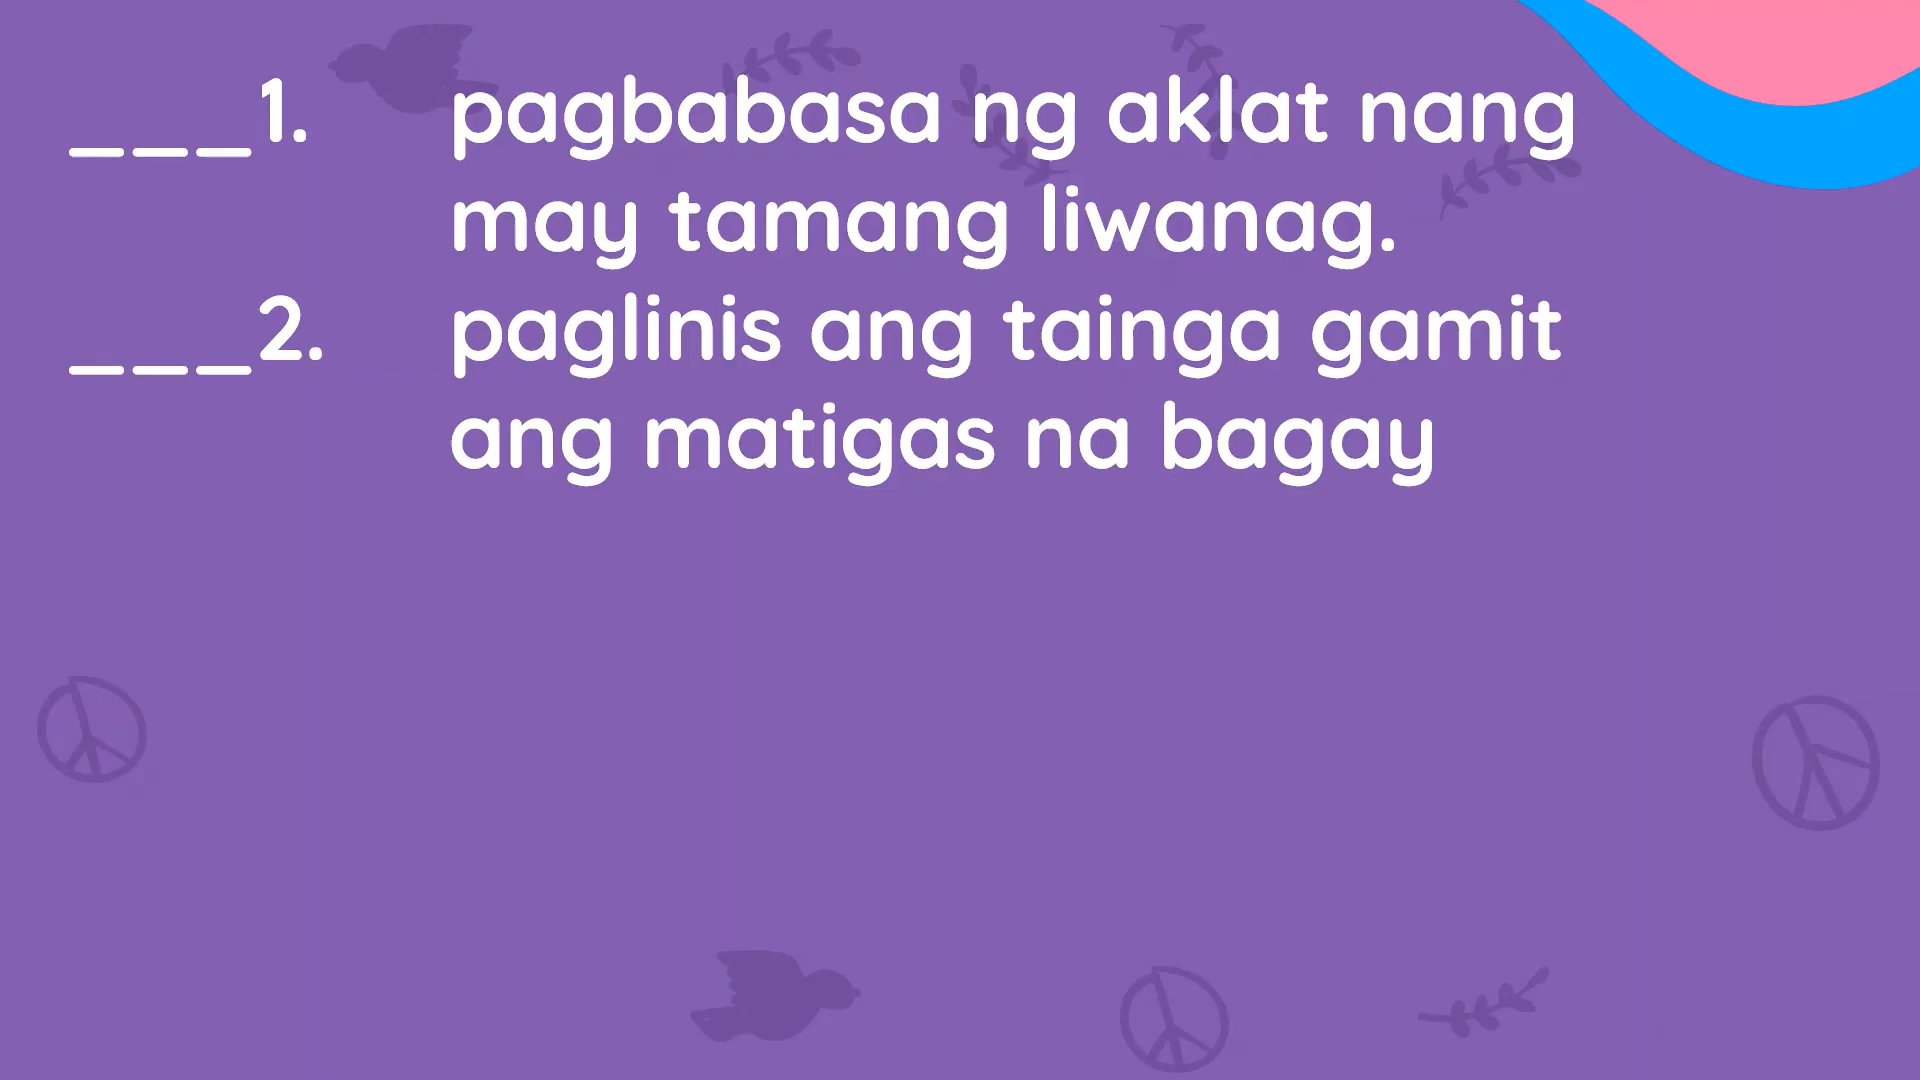 ___1. pagbabasa ng aklat nang
may tamang liwanag.
___2. paglinis ang tainga gamit
ang matigas na bagay